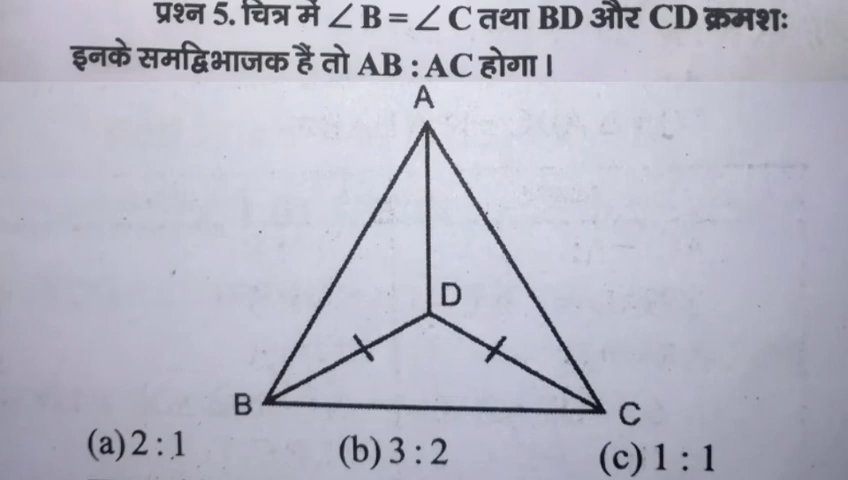 प्रश्न 5. चित्र में ∠B = ∠C तथा BD और CD क्रमशः
इनके समद्विभाजक हैं तो AB : AC होगा।
A
D
B
C
(a) 2 : 1 (b) 3 : 2 (c) 1 : 1